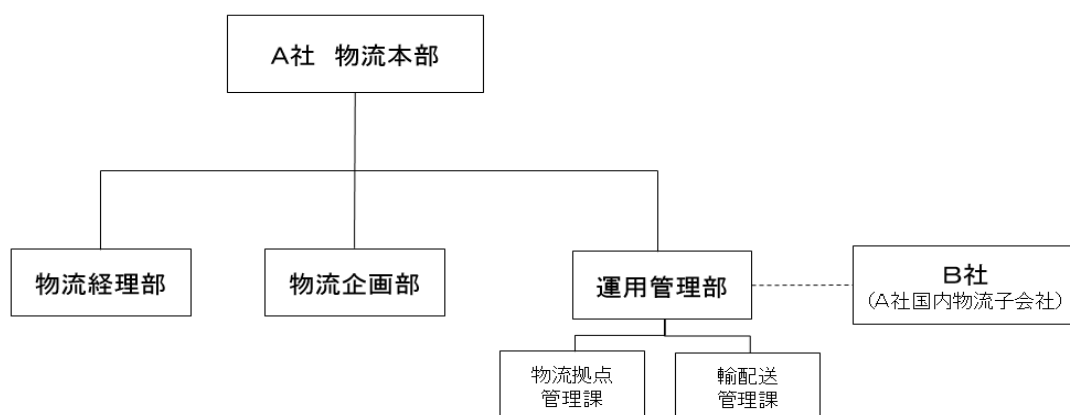 A社　物流本部
物流経理部
物流企画部
運用管理部
B社
(A社国内物流子会社)
物流拠点
管理課
輸配送
管理課